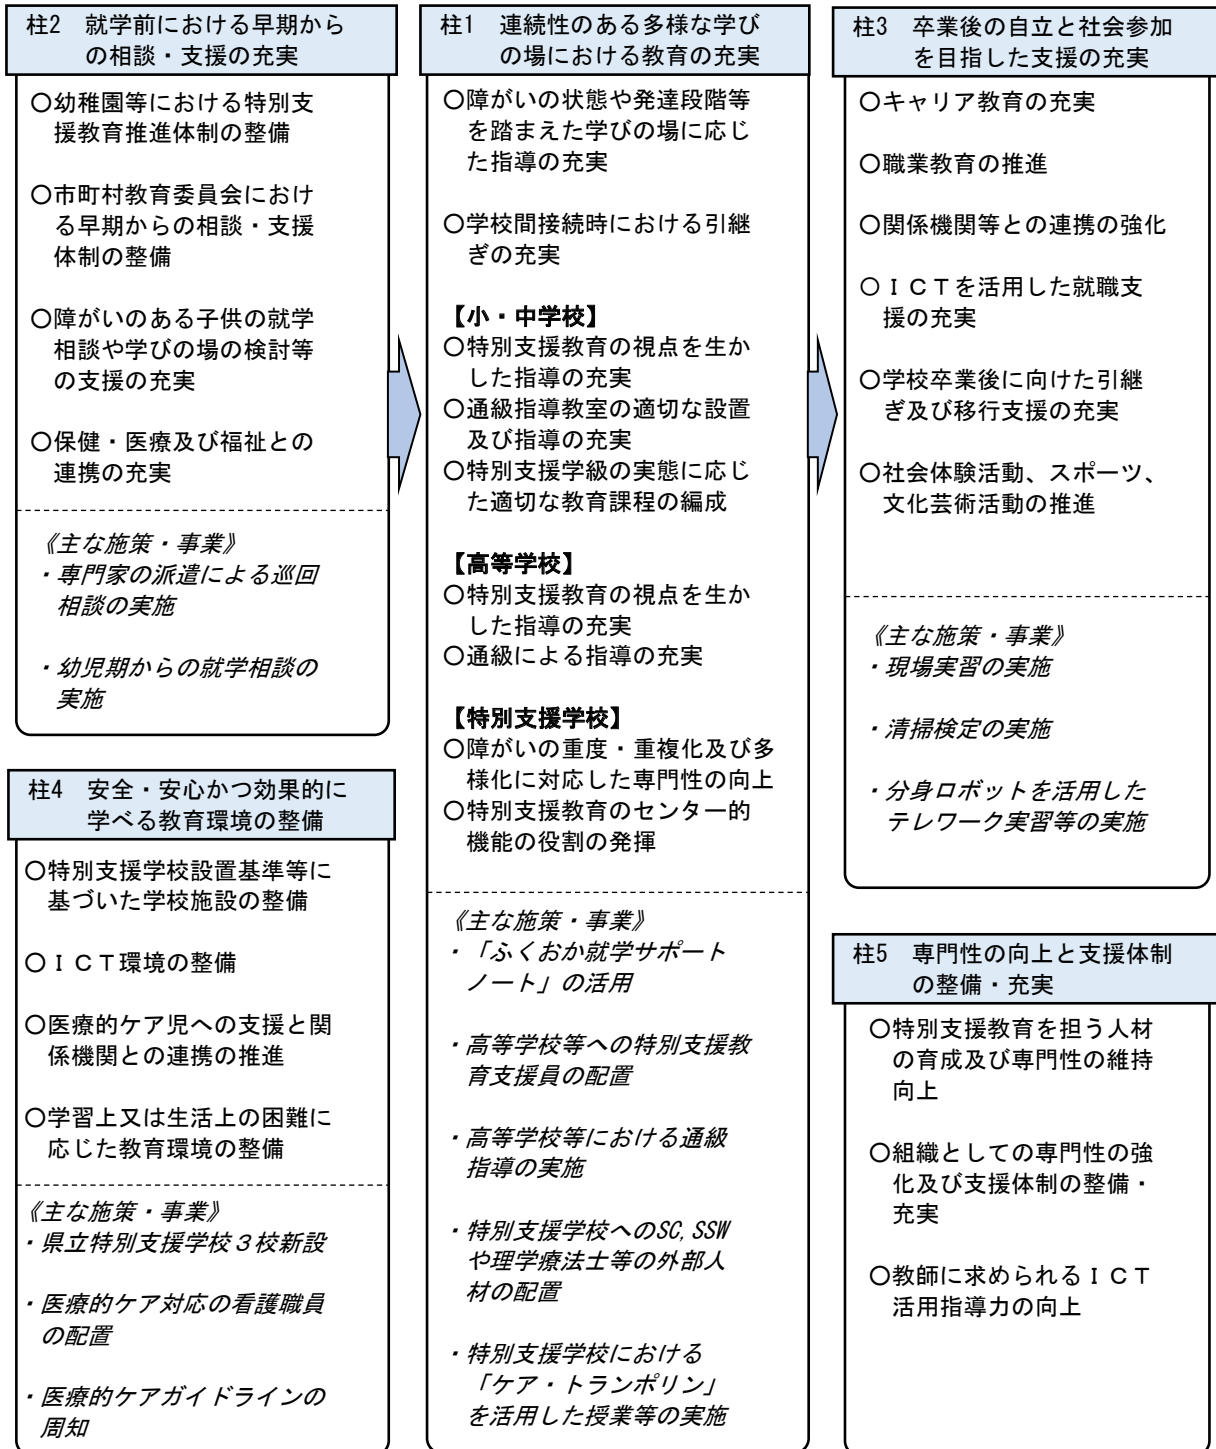 柱2　就学前における早期から
の相談・支援の充実
〇幼稚園等における特別支
援教育推進体制の整備
〇市町村教育委員会におけ
る早期からの相談・支援
体制の整備
〇障がいのある子供の就学
相談や学びの場の検討等
の支援の充実
〇保健・医療及び福祉との
連携の充実
《主な施策・事業》
・専門家の派遣による巡回
相談の実施
・幼児期からの就学相談の
実施
柱1　連続性のある多様な学び
の場における教育の充実
〇障がいの状態や発達段階等
を踏まえた学びの場に応じ
た指導の充実
〇学校間接続時における引継
ぎの充実
【小・中学校】
〇特別支援教育の視点を生か
した指導の充実
〇通級指導教室の適切な設置
及び指導の充実
〇特別支援学級の実態に応じ
た適切な教育課程の編成
【高等学校】
〇特別支援教育の視点を生か
した指導の充実
〇通級による指導の充実
【特別支援学校】
〇障がいの重度・重複化及び多
様化に対応した専門性の向上
〇特別支援教育のセンター的
機能の役割の発揮
《主な施策・事業》
・「ふくおか就学サポート
ノート」の活用
・高等学校等への特別支援教
育支援員の配置
・高等学校等における通級
指導の実施
・特別支援学校へのSC,SSW
や理学療法士等の外部人
材の配置
・特別支援学校における
「ケア・トランポリン」
を活用した授業等の実施
柱3　卒業後の自立と社会参加
を目指した支援の充実
〇キャリア教育の充実
〇職業教育の推進
〇関係機関等との連携の強化
〇ＩＣＴを活用した就職支
援の充実
〇学校卒業後に向けた引継
ぎ及び移行支援の充実
〇社会体験活動、スポーツ、
文化芸術活動の推進
《主な施策・事業》
・現場実習の実施
・清掃検定の実施
・分身ロボットを活用した
テレワーク実習等の実施
柱4　安全・安心かつ効果的に
学べる教育環境の整備
〇特別支援学校設置基準等に
基づいた学校施設の整備
〇ＩＣＴ環境の整備
〇医療的ケア児への支援と関
係機関との連携の推進
〇学習上又は生活上の困難に
応じた教育環境の整備
《主な施策・事業》
・県立特別支援学校３校新設
・医療的ケア対応の看護職員
の配置
・医療的ケアガイドラインの
周知
柱5　専門性の向上と支援体制
の整備・充実
〇特別支援教育を担う人材
の育成及び専門性の維持
向上
〇組織としての専門性の強
化及び支援体制の整備・
充実
〇教師に求められるＩＣＴ
活用指導力の向上